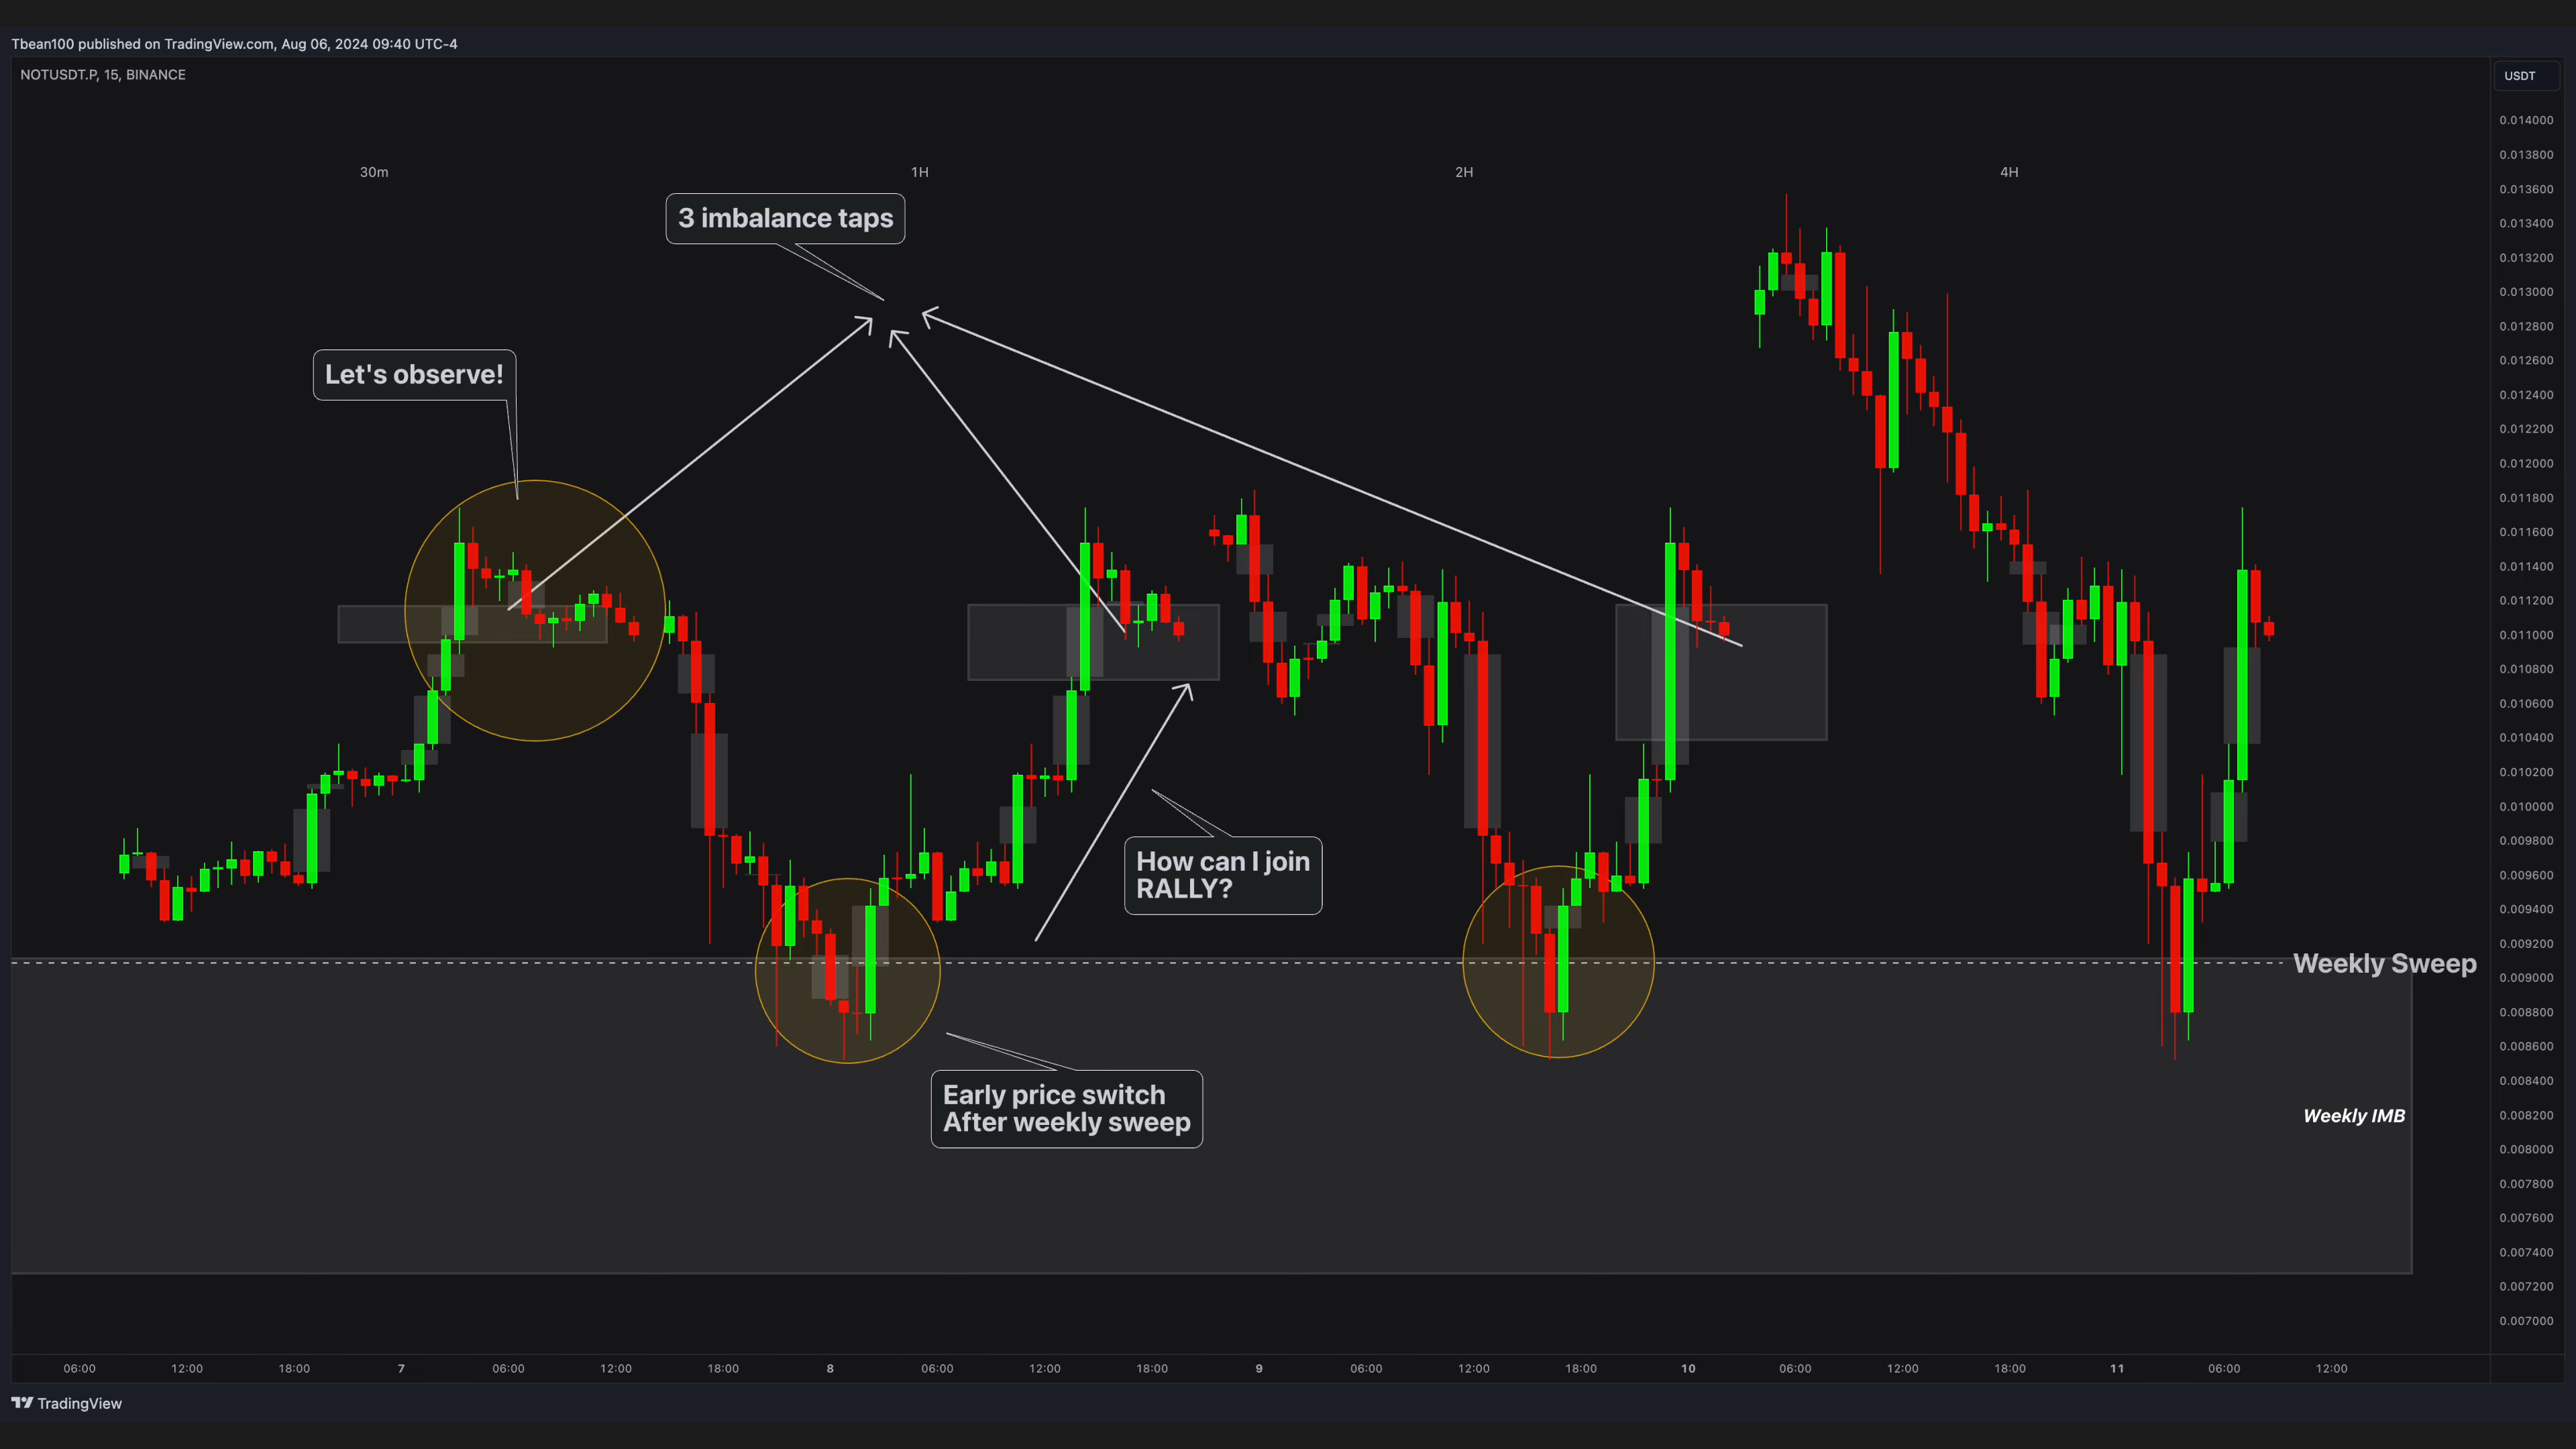 Tbean100 published on TradingView.com, Aug 06, 2024 09:40 UTC-4
NOTUSDT.P, 15, BINANCE
USDT
30m
1H
2H
4H
3 imbalance taps
Let's observe!
How can I join
RALLY?
Early price switch
After weekly sweep
Weekly Sweep
Weekly IMB
0.014000
0.013800
0.013600
0.013400
0.013200
0.013000
0.012800
0.012600
0.012400
0.012200
0.012000
0.011800
0.011600
0.011400
0.011200
0.011000
0.010800
0.010600
0.010400
0.010200
0.010000
0.009800
0.009600
0.009400
0.009200
0.009000
0.008800
0.008600
0.008400
0.008200
0.008000
0.007800
0.007600
0.007400
0.007200
0.007000
06:00 12:00 18:00 7 06:00 12:00 18:00 8 06:00 12:00 18:00 9 06:00 12:00 18:00 10 06:00 12:00 18:00 11 06:00 12:00
TradingView